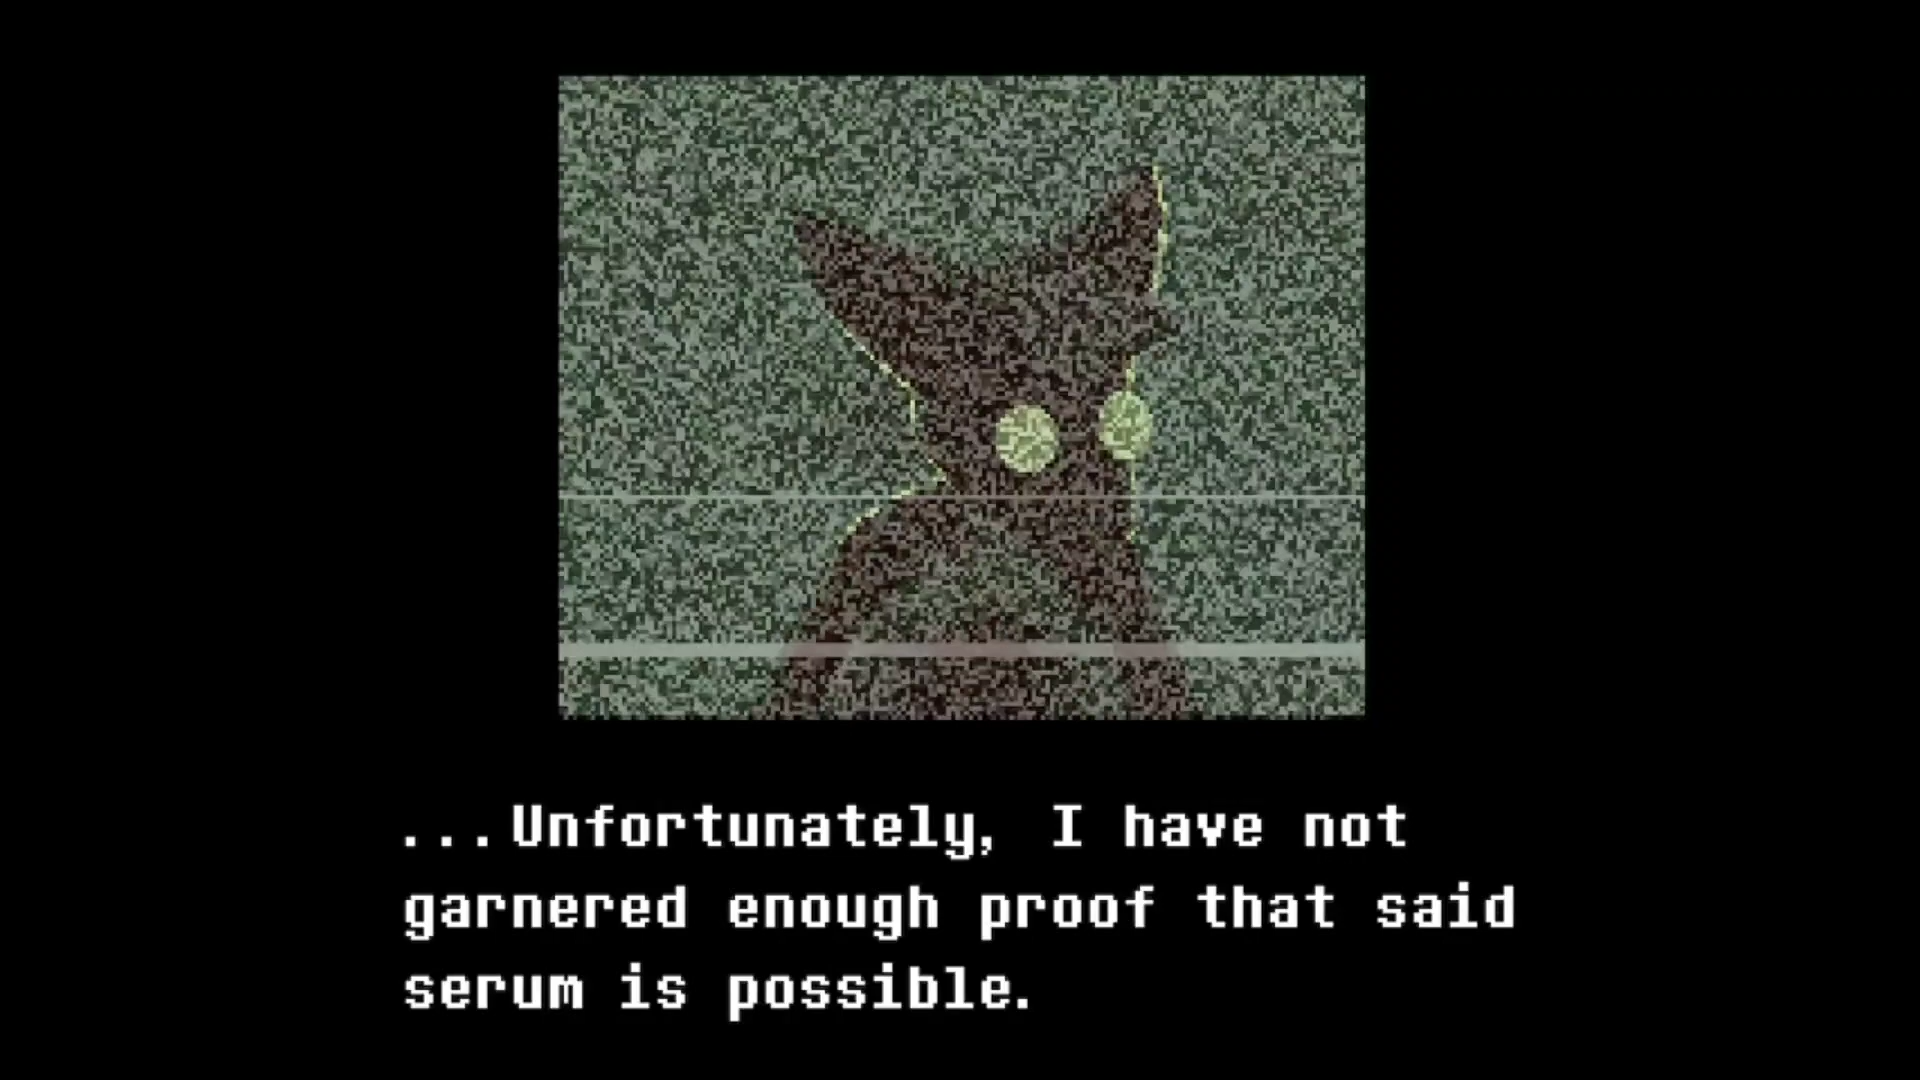 ...Unfortunately, I have not
garnered enough proof that said
serum is possible.